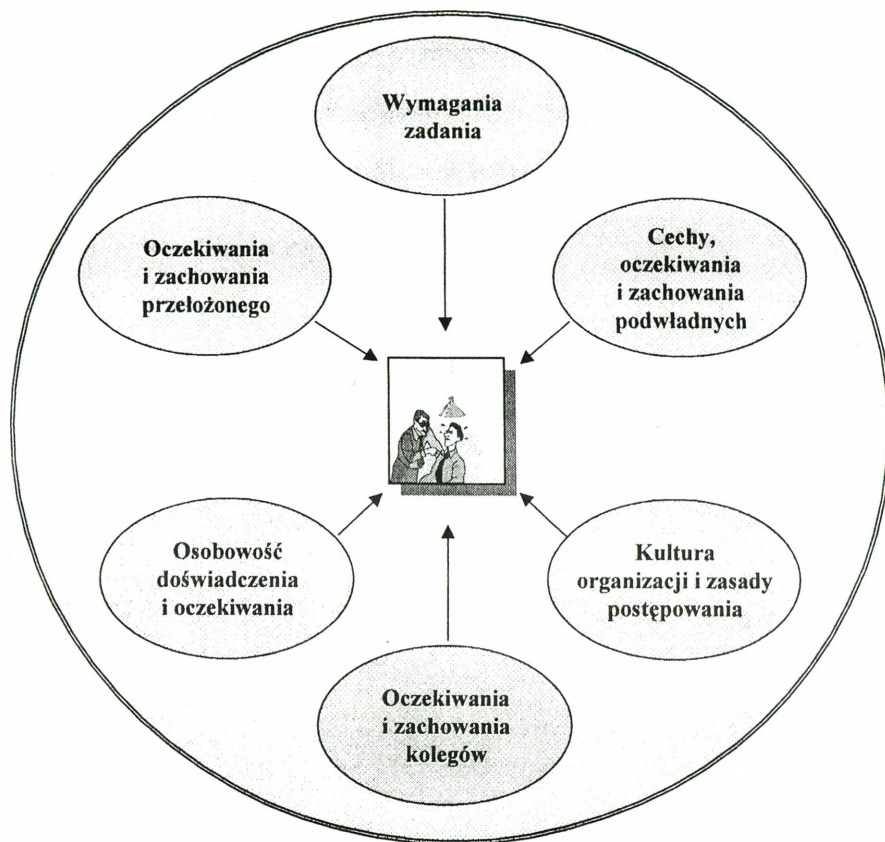 Wymagania
zadania
Oczekiwania
i zachowania
przełożonego
Cechy,
oczekiwania
i zachowania
podwładnych
Osobowość
doświadczenia
i oczekiwania
Kultura
organizacji i zasady
postępowania
Oczekiwania
i zachowania
kolegów